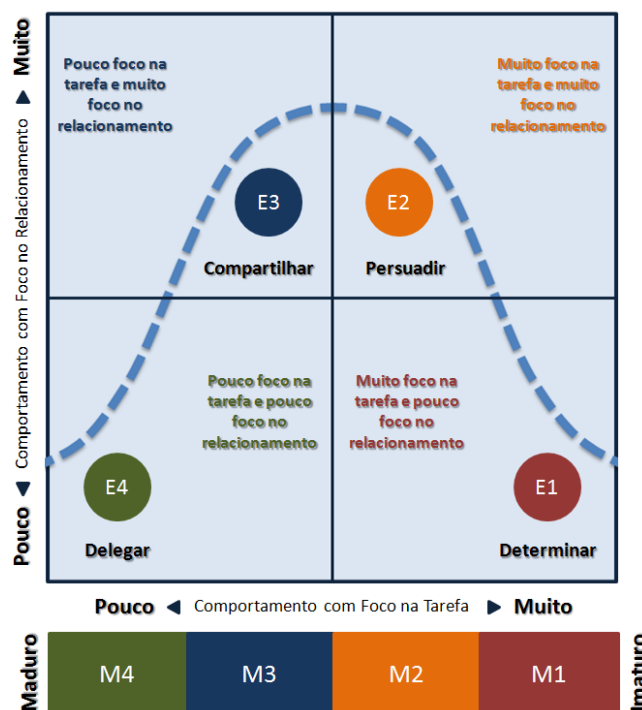 Muito
Comportamento com Foco no Relacionamento
Pouco
Pouco foco na
tarefa e muito
foco no
relacionamento
Muito foco na
tarefa e muito
foco no
relacionamento
E3
Compartilhar
E2
Persuadir
Pouco foco na
tarefa e pouco
foco no
relacionamento
Muito foco na
tarefa e pouco
foco no
relacionamento
E4
Delegar
E1
Determinar
Pouco Comportamento com Foco na Tarefa Muito
Maduro
M4 M3 M2 M1
Imaturo